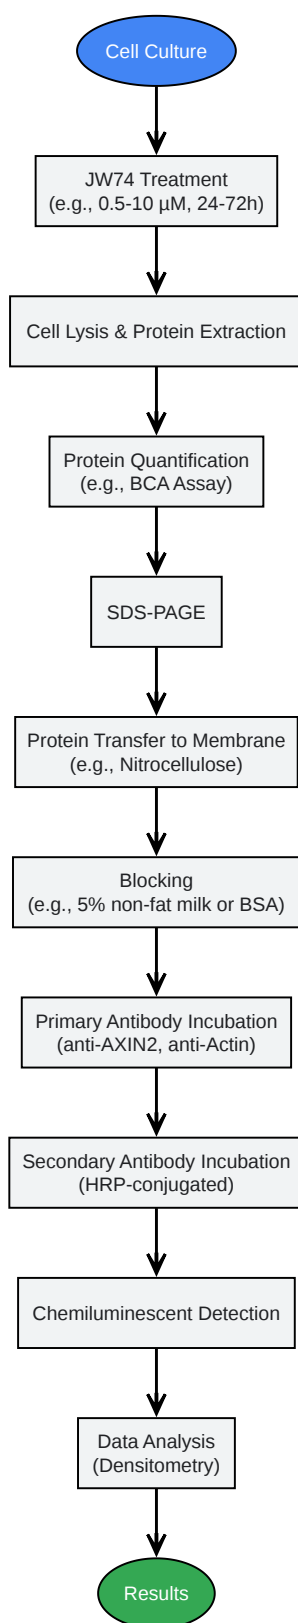 Cell Culture
JW74 Treatment
(e.g., 0.5-10 µM, 24-72h)
Cell Lysis & Protein Extraction
Protein Quantification
(e.g., BCA Assay)
SDS-PAGE
Protein Transfer to Membrane
(e.g., Nitrocellulose)
Blocking
(e.g., 5% non-fat milk or BSA)
Primary Antibody Incubation
(anti-AXIN2, anti-Actin)
Secondary Antibody Incubation
(HRP-conjugated)
Chemiluminescent Detection
Data Analysis
(Densitometry)
Results